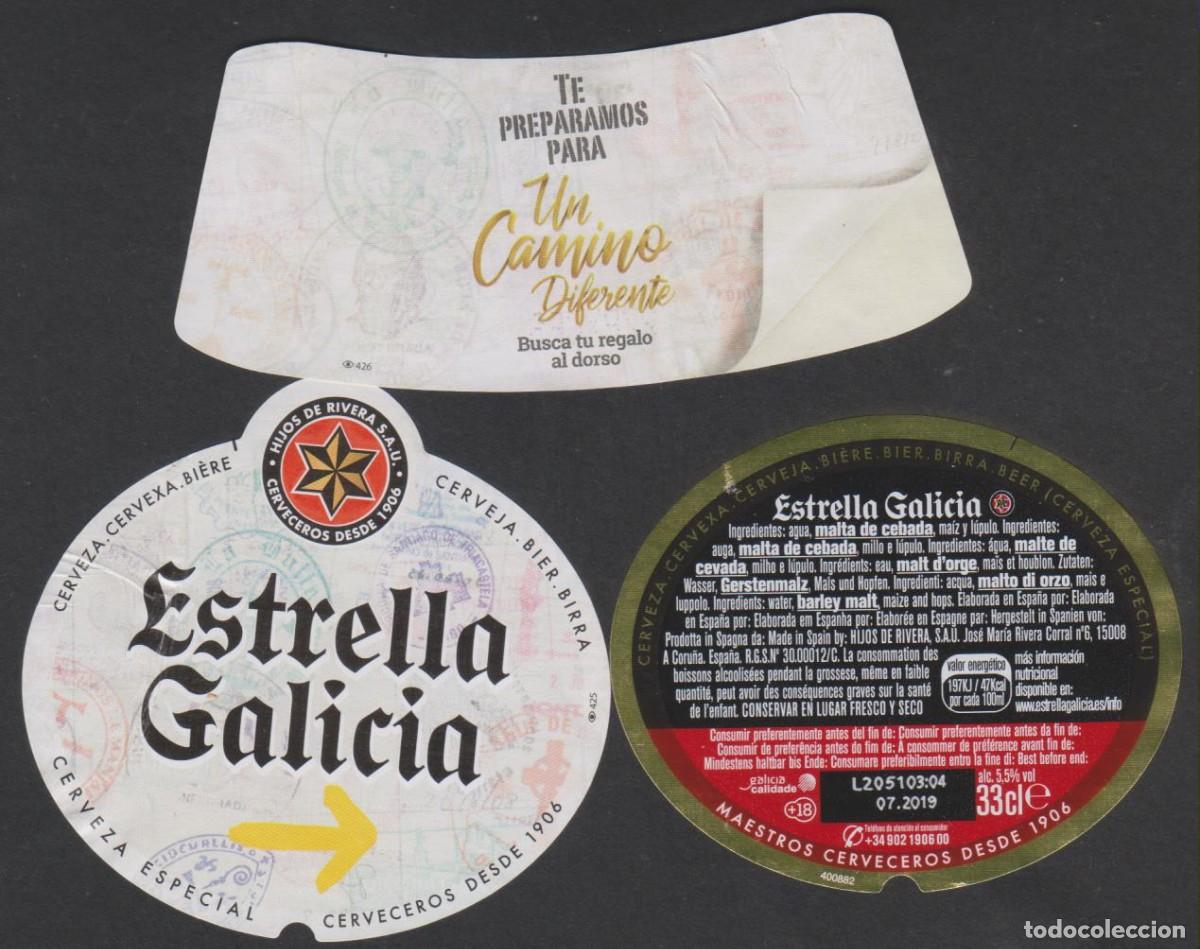 TE
PREPARAMOS
PARA
Un
Camino
Diferente
Busca tu regalo
al dorso
426
HIJOS DE RIVERA S.A.U.
CERVECEROS DESDE 1906
CERVEZA.CERVEXA.BIÈRE
CERVEJA.BIER.BIRRA
Estrella
Galicia
425
CERVEZA ESPECIAL
CERVECEROS DESDE 1906
CERVEZA.CERVEXA.CERVEJA.BIÈRE.BIER.BIRRA.BEER.(CERVEZA ESPECIAL)
Estrella Galicia
Ingredientes: agua, malta de cebada, maíz y lúpulo. Ingredientes:
auga, malta de cebada, millo e lúpulo. Ingredientes: água, malte de
cevada, milho e lúpulo. Ingrédients: eau, malt d'orge, maïs et houblon. Zutaten:
Wasser, Gerstenmalz, Mais und Hopfen. Ingredienti: acqua, malto di orzo, mais e
luppolo. Ingredients: water, barley malt, maize and hops. Elaborada en España por: Elaborada
en España por: Elaborada em Espanha por: Elaborée en Espagne par: Hergestelt in Spanien von:
Prodotta in Spagna da: Made in Spain by: HIJOS DE RIVERA, S.A.U. José María Rivera Corral nº6, 15008
A Coruña. España. R.G.S.Nº 30.00012/C. La consommation des
boissons alcoolisées pendant la grossesse, même en faible
quantité, peut avoir des conséquences graves sur la santé
de l'enfant. CONSERVAR EN LUGAR FRESCO Y SECO
valor energético
197KJ / 47Kcal
por cada 100ml
más información
nutricional
disponible en:
www.estrellagalicia.es/info
Consumir preferentemente antes del fin de: Consumir preferentemente antes da fin de:
Consumir de preferência antes do fim de: A consommer de préférence avant fin de:
Mindestens haltbar bis Ende: Consumare preferibilmente entro la fine di: Best before end:
galicia
calidade
L205103:04
07.2019
alc. 5,5% vol
33cl e
+18
Teléfono de atención al consumidor
+34 902 1906 00
MAESTROS CERVECEROS DESDE 1906
400882
todocoleccion